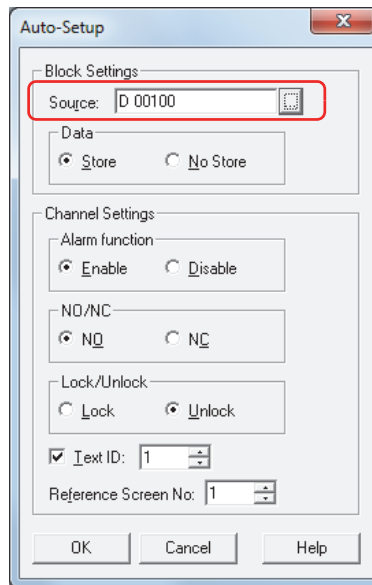 Auto-Setup
Block Settings
Source: D 00100
Data
Store No Store
Channel Settings
Alarm function
Enable Disable
NO/NC
NO NC
Lock/Unlock
Lock Unlock
Text ID: 1
Reference Screen No: 1
OK Cancel Help